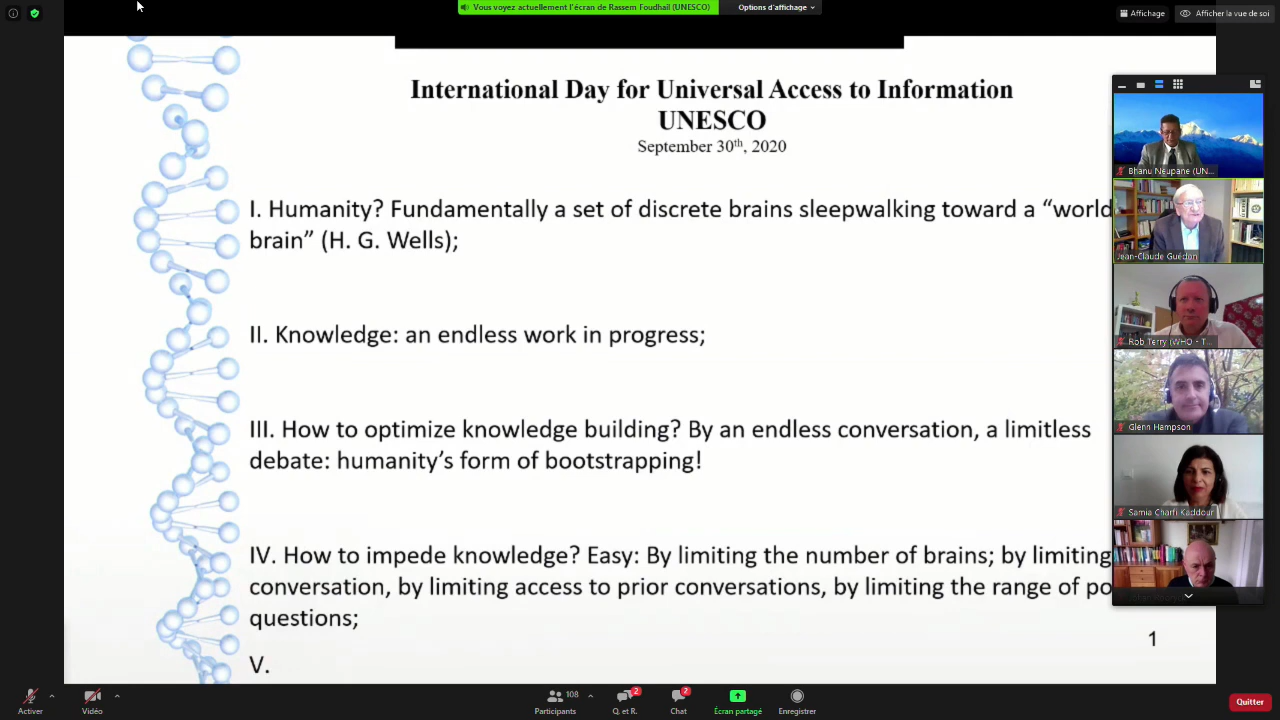 Vous voyez actuellement l'écran de Rassem Foudhail (UNESCO)
Options d'affichage
Affichage
Afficher la vue de soi
International Day for Universal Access to Information
UNESCO
September 30th, 2020
I. Humanity? Fundamentally a set of discrete brains sleepwalking toward a “world
brain” (H. G. Wells);
II. Knowledge: an endless work in progress;
III. How to optimize knowledge building? By an endless conversation, a limitless
debate: humanity’s form of bootstrapping!
IV. How to impede knowledge? Easy: By limiting the number of brains; by limiting
conversation, by limiting access to prior conversations, by limiting the range of po
questions;
V.
1
Bhanu Neupane (UN...
Jean-Claude Guédon
Rob Terry (WHO - T...
Glenn Hampson
Samia Charfi Kaddour
Activer
Vidéo
108
Participants
2
Q. et R.
2
Chat
Écran partagé
Enregistrer
Quitter